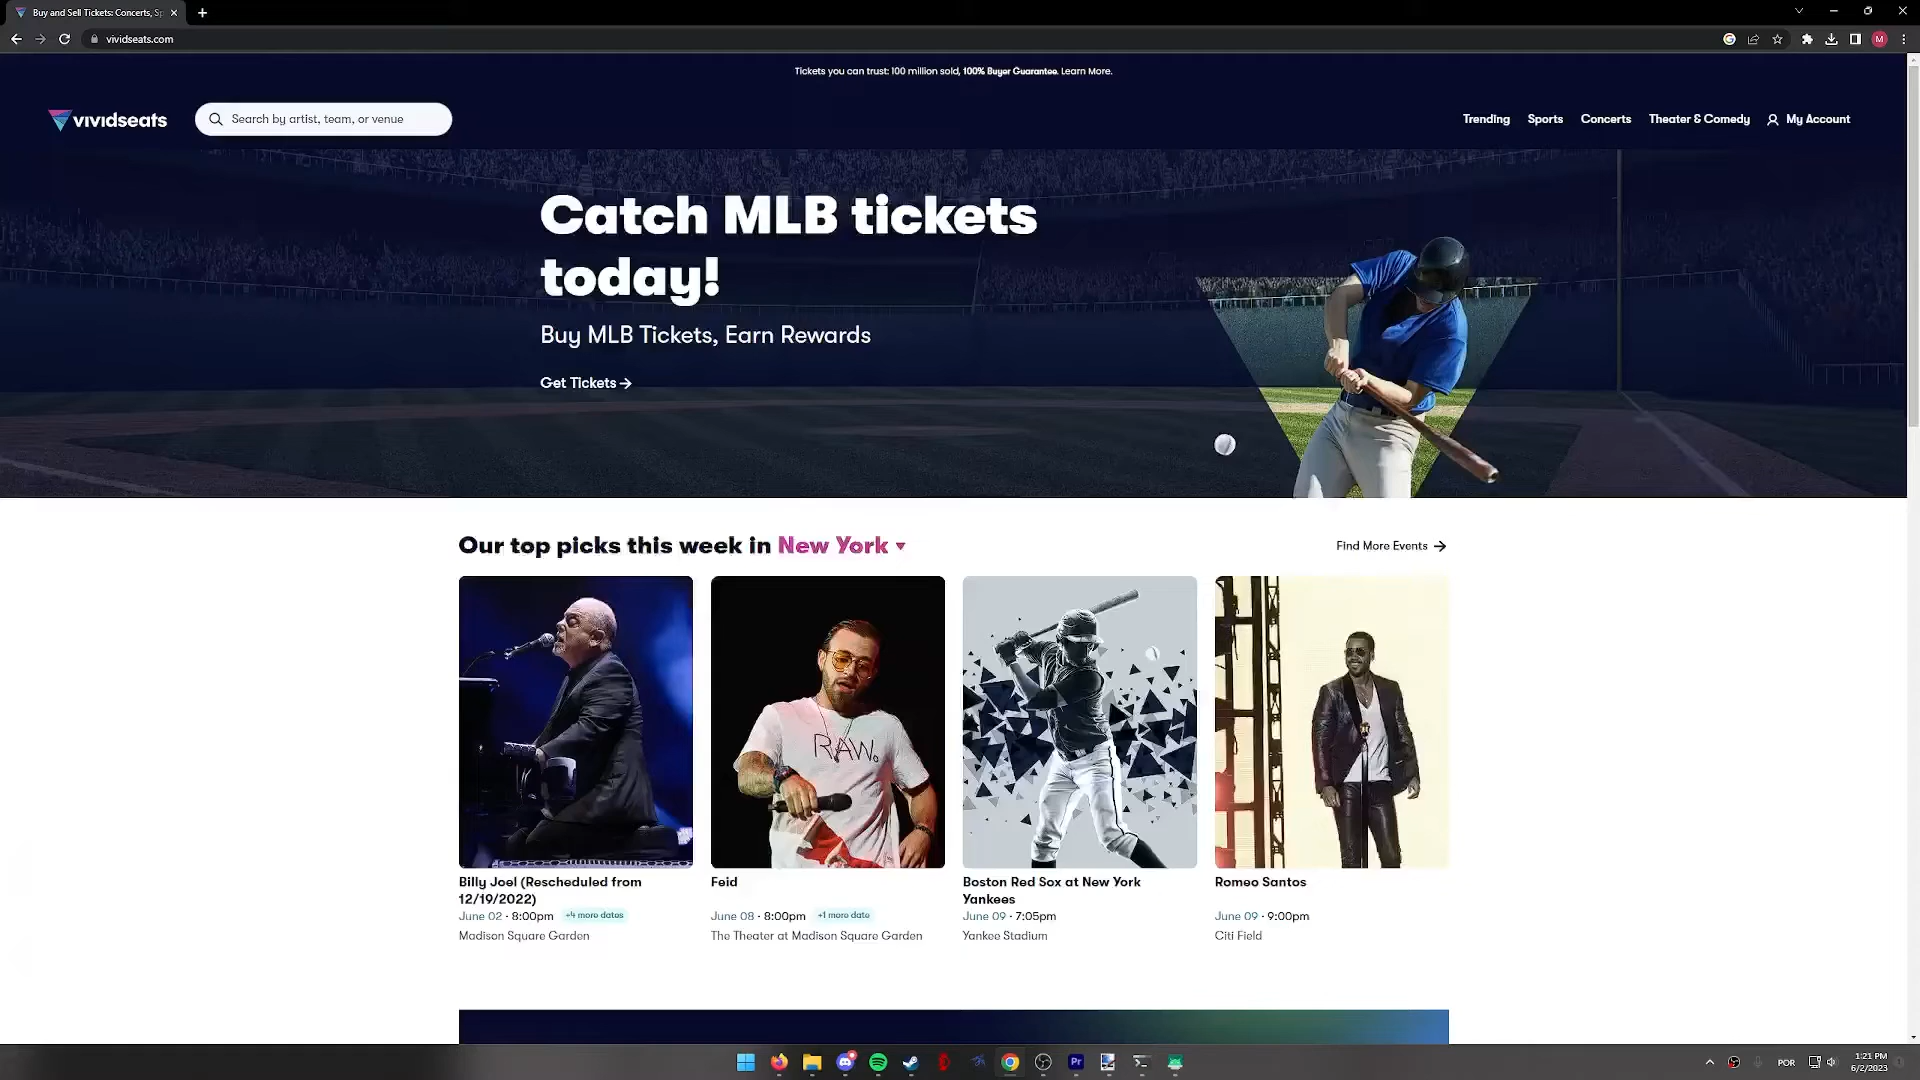 Buy and Sell Tickets: Concerts, Sp
vividseats.com
M
Tickets you can trust: 100 million sold, 100% Buyer Guarantee. Learn More.
vividseats
Search by artist, team, or venue
Trending
Sports
Concerts
Theater & Comedy
My Account
Catch MLB tickets
today!
Buy MLB Tickets, Earn Rewards
Get Tickets
Our top picks this week in New York
Find More Events
RAW.
Billy Joel (Rescheduled from
12/19/2022)
June 02 · 8:00pm +4 more dates
Madison Square Garden
Feid
June 08 · 8:00pm +1 more date
The Theater at Madison Square Garden
Boston Red Sox at New York
Yankees
June 09 · 7:05pm
Yankee Stadium
Romeo Santos
June 09 · 9:00pm
Citi Field
Pr
POR
1:21 PM
6/2/2023